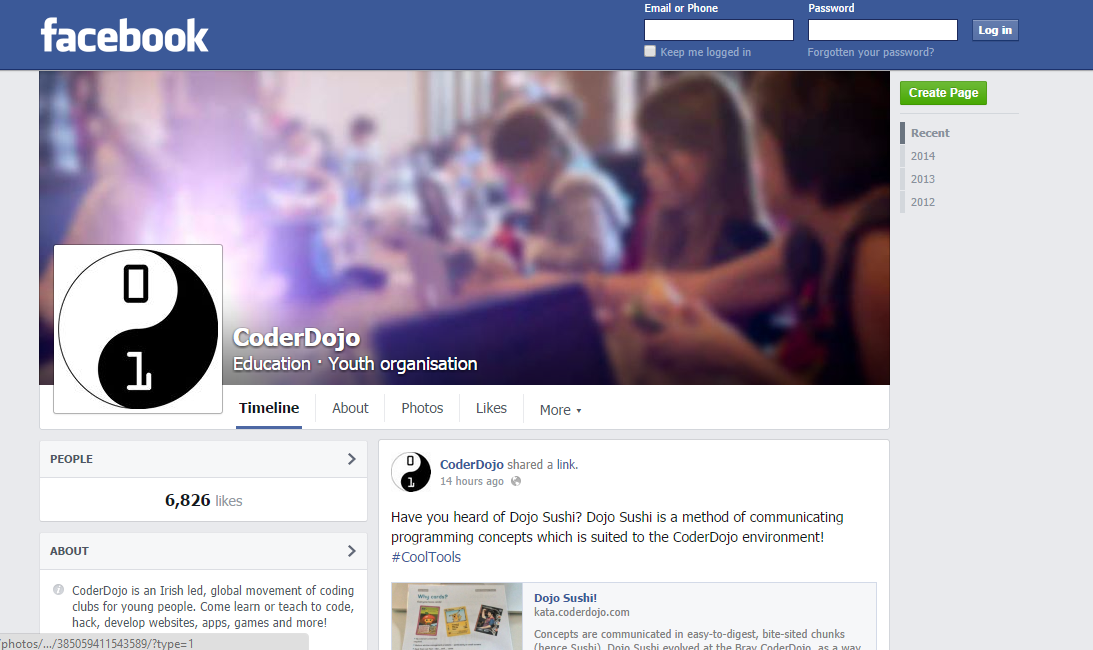 facebook
Email or Phone
Password
Log in
Keep me logged in
Forgotten your password?
Create Page
Recent
2014
2013
2012
0
1
CoderDojo
Education · Youth organisation
Timeline
About
Photos
Likes
More
PEOPLE
6,826 likes
ABOUT
CoderDojo is an Irish led, global movement of coding
clubs for young people. Come learn or teach to code,
hack, develop websites, apps, games and more!
/photos/.../385059411543589/?type=1
0
1
CoderDojo shared a link.
14 hours ago
Have you heard of Dojo Sushi? Dojo Sushi is a method of communicating
programming concepts which is suited to the CoderDojo environment!
#CoolTools
Why cards?
Dojo Sushi!
kata.coderdojo.com
Concepts are communicated in easy-to-digest, bite-sited chunks
(hence Sushi). Dojo Sushi evolved at the Bray CoderDojo, as a way